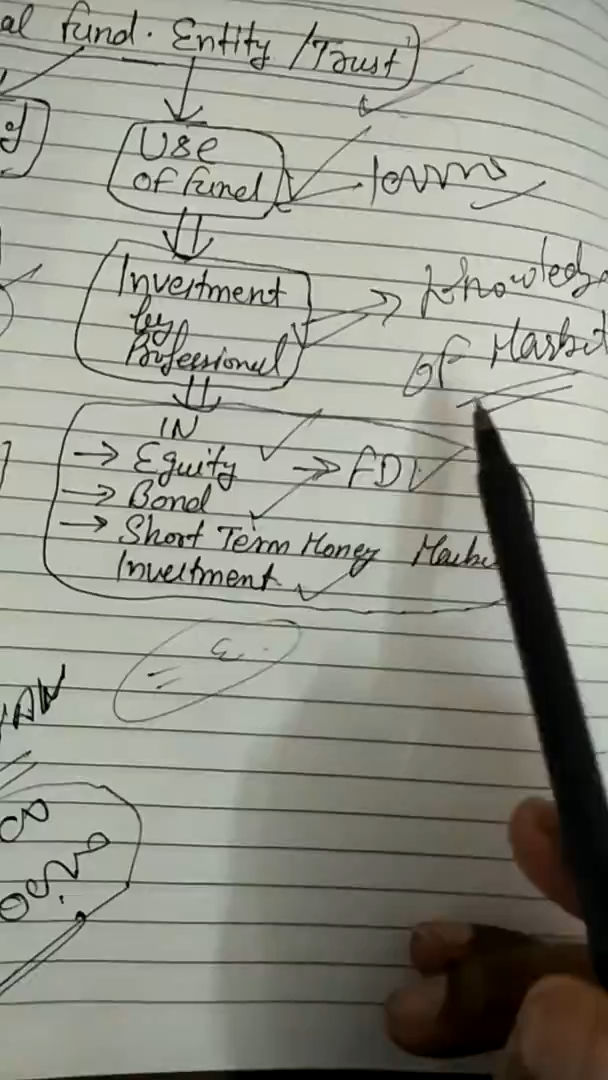 al fund. Entity / Trust
of
Use
of fund
Investment
by
Professional
Knowledge
of Market
IN
→ Equity
→ FDI
→ Bond
→ Short Term Money Market
Investment